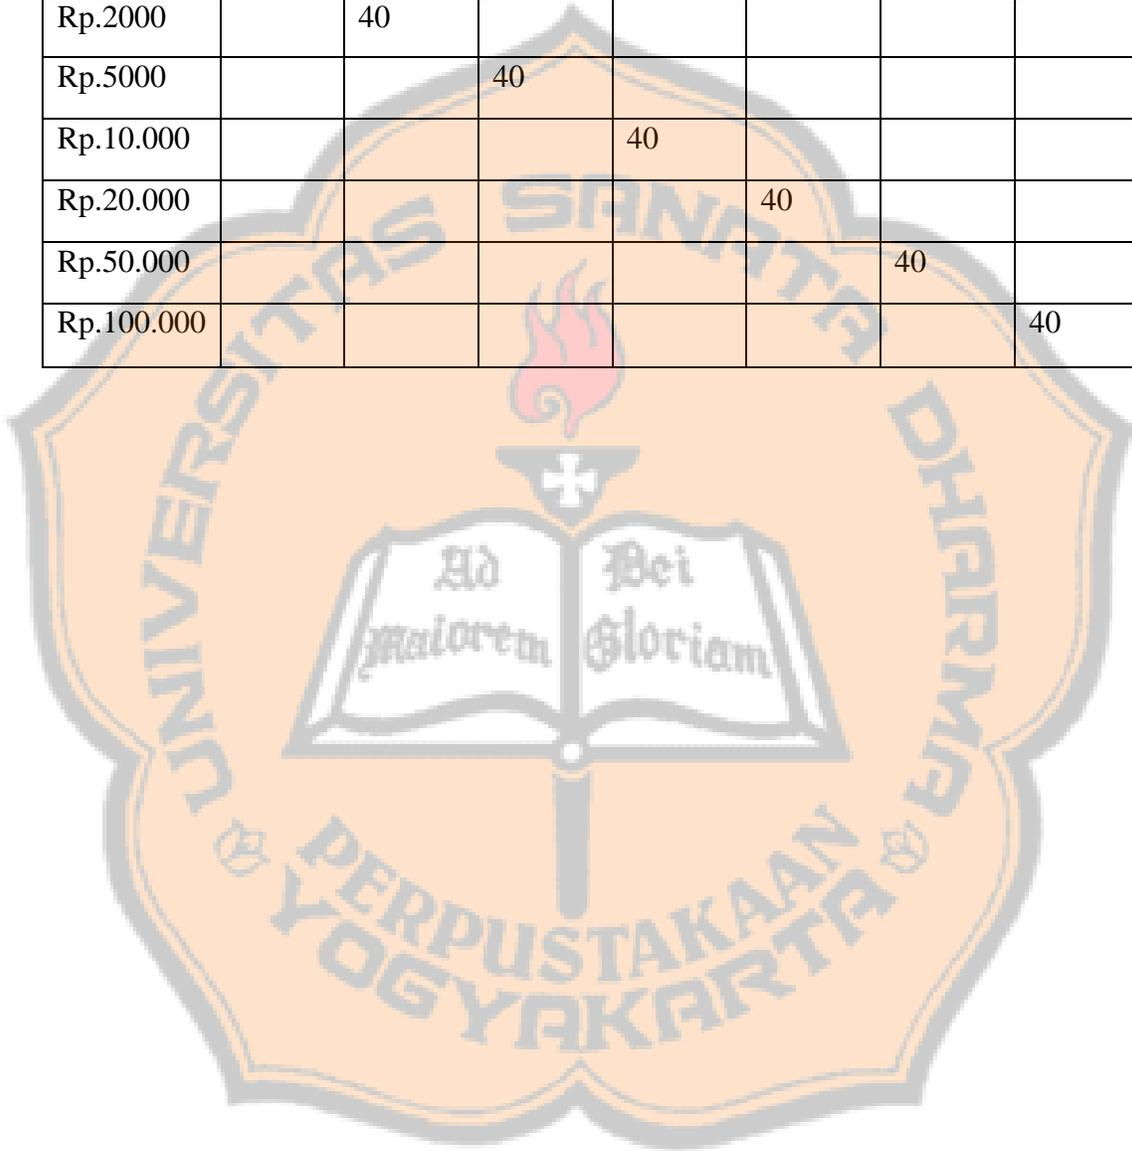 Rp.2000 40
Rp.5000 40
Rp.10.000 40
Rp.20.000 40
Rp.50.000 40
Rp.100.000 40
UNIVERSITAS SANATA DHARMA
Ad Dei
maiorem Gloriam
PERPUSTAKAAN
YOGYAKARTA